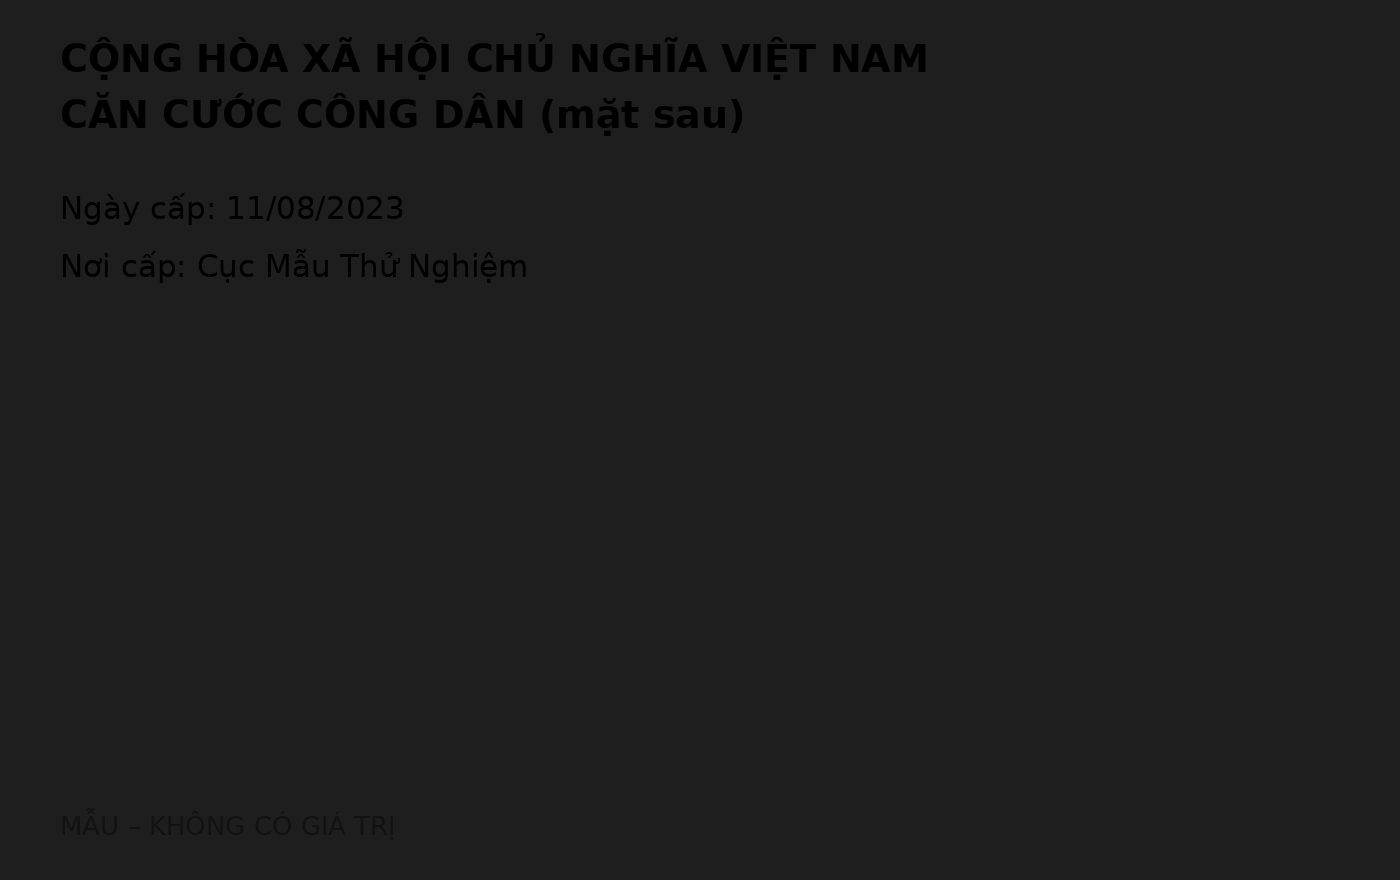 CỘNG HÒA XÃ HỘI CHỦ NGHĨA VIỆT NAM
CĂN CƯỚC CÔNG DÂN (mặt sau)
Ngày cấp: 11/08/2023
Nơi cấp: Cục Mẫu Thử Nghiệm
MẪU – KHÔNG CÓ GIÁ TRỊ